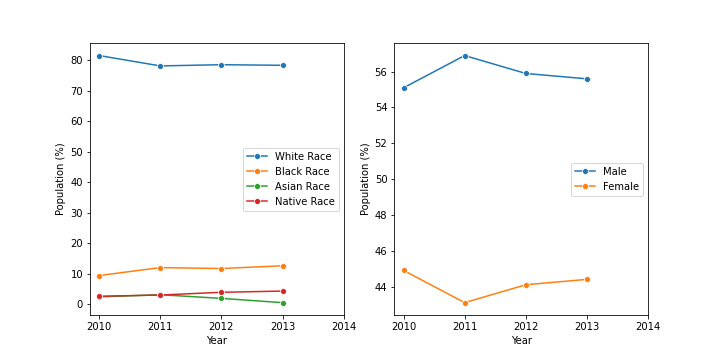 80
70
60
50
40
30
20
10
0
Population (%)
2010 2011 2012 2013 2014
Year
White Race
Black Race
Asian Race
Native Race
56
54
52
50
48
46
44
Population (%)
2010 2011 2012 2013 2014
Year
Male
Female